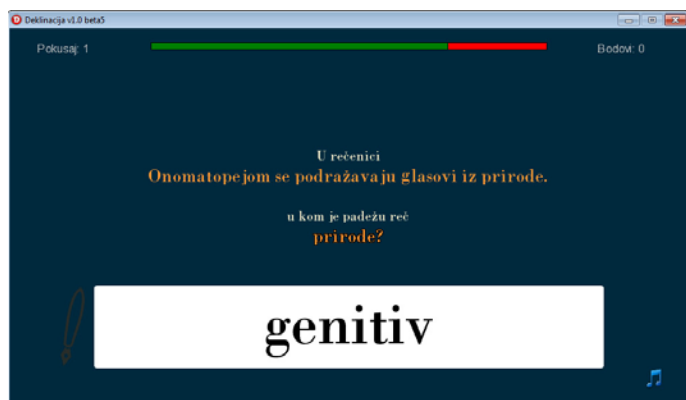 Deklinacija v1.0 beta5
Pokusaj: 1
Bodovi: 0
U rečenici
Onomatopejom se podražavaju glasovi iz prirode.
u kom je padežu reč
prirode?
genitiv